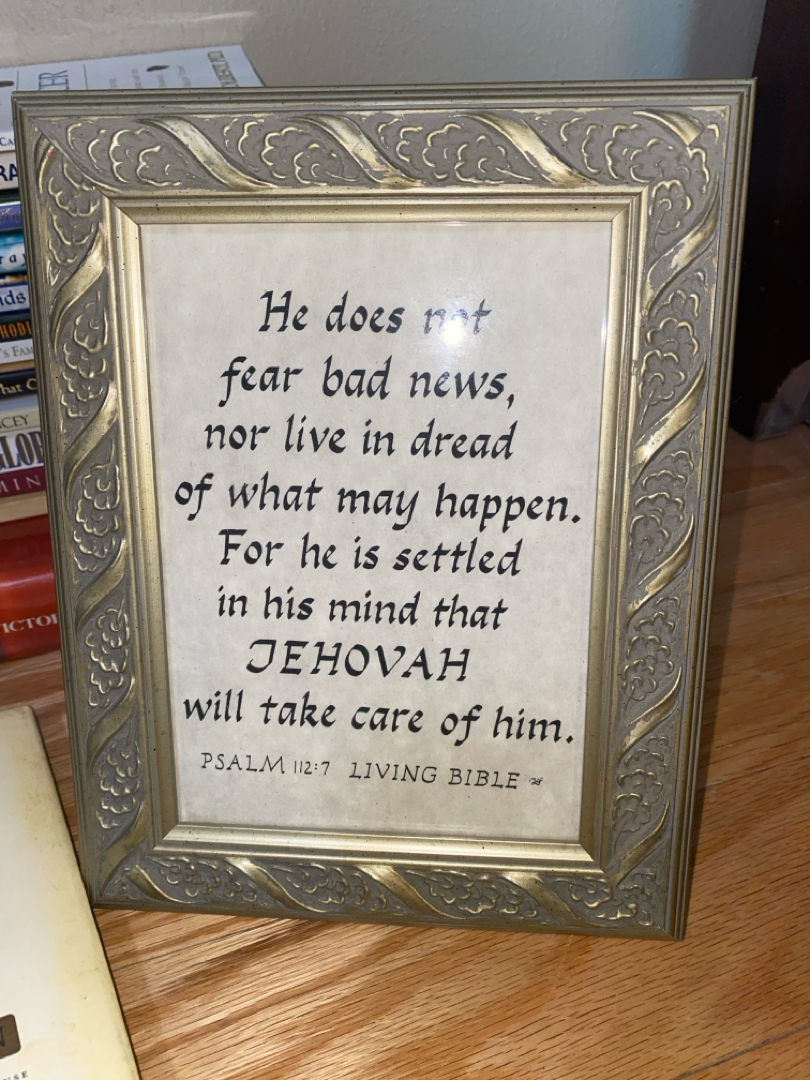 He does not
fear bad news,
nor live in dread
of what may happen.
For he is settled
in his mind that
JEHOVAH
will take care of him.
PSALM 112:7 LIVING BIBLE